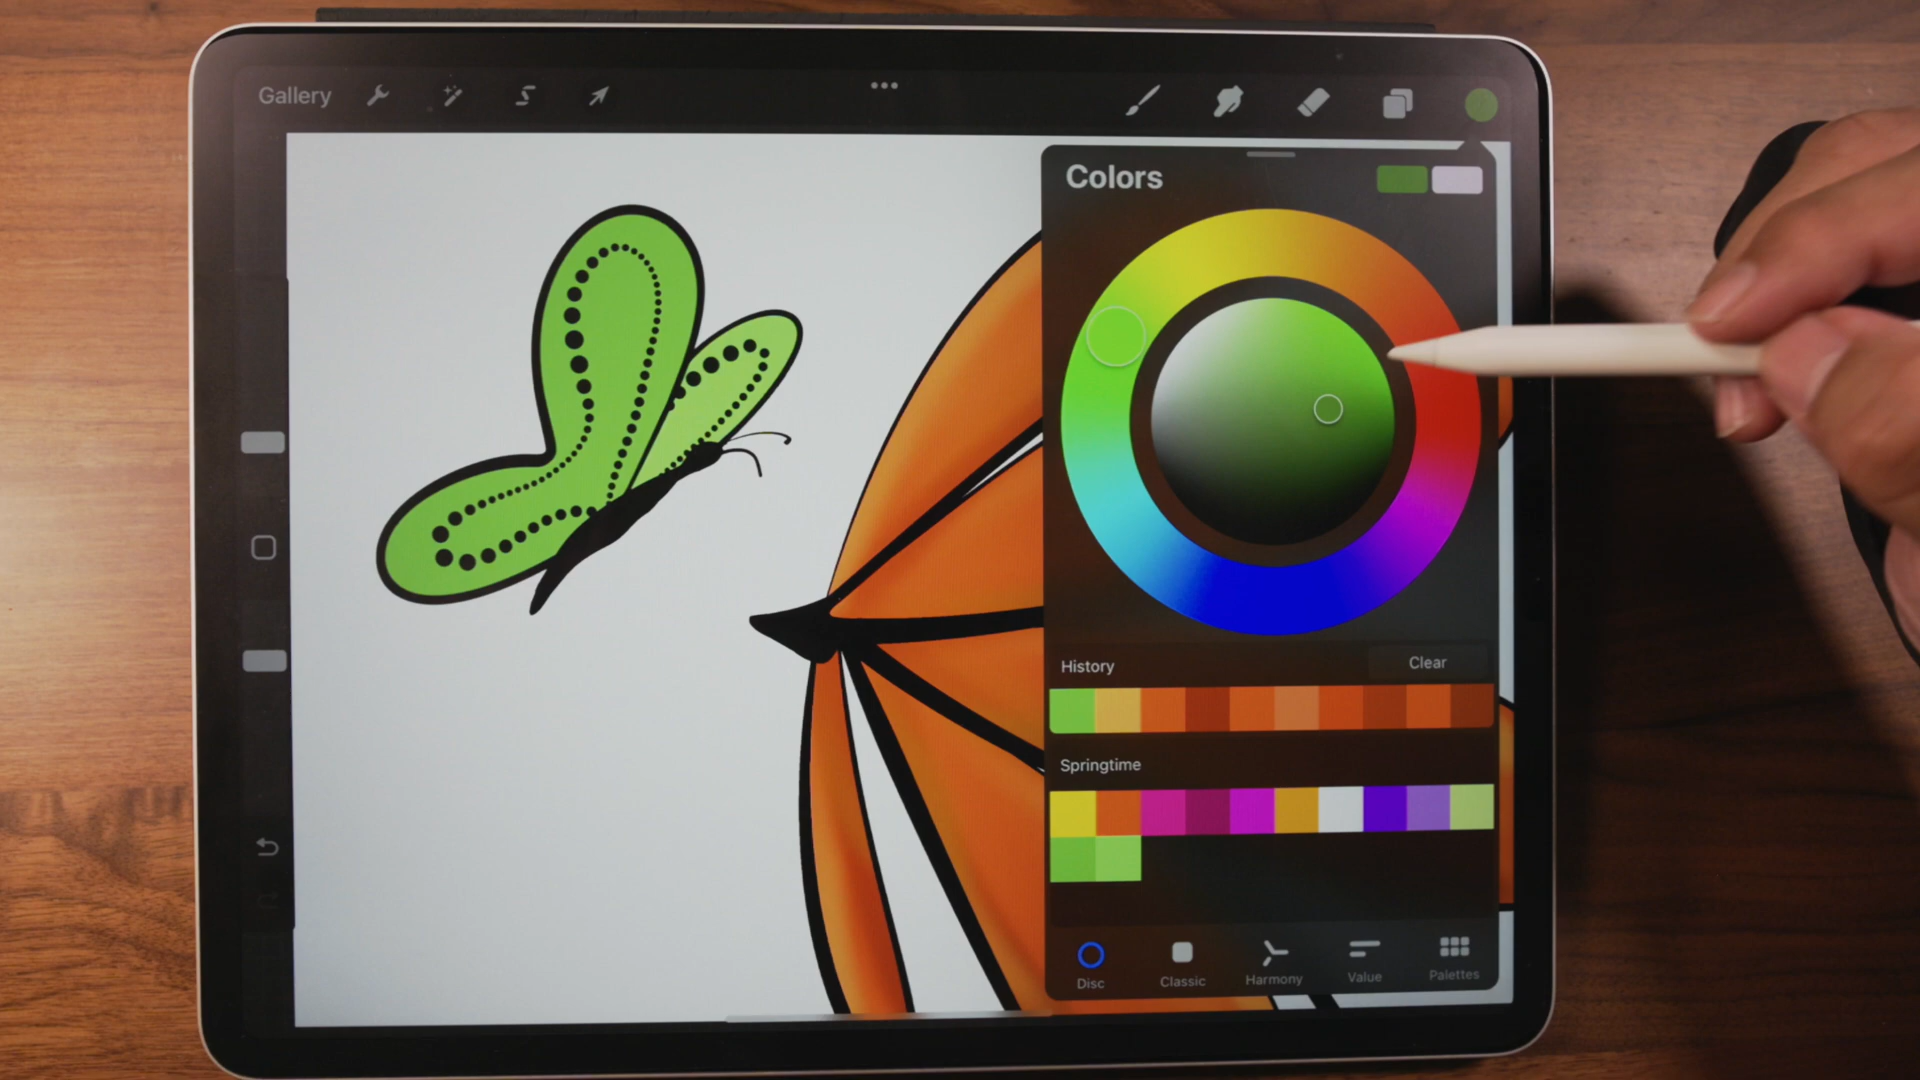 Gallery
Colors
History
Clear
Springtime
Disc
Classic
Harmony
Value
Palettes